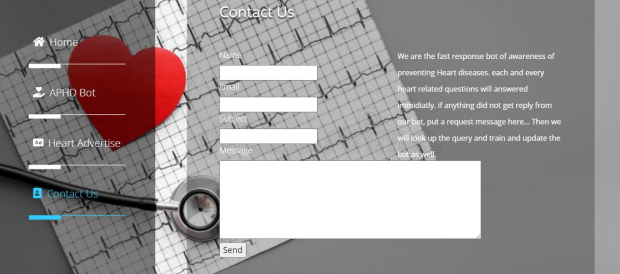 Contact Us
Home
APHD Bot
Heart Advertise
Contact Us
Name
Email
Subject
Message
Send
We are the fast response bot of awareness of
preventing Heart diseases. each and every
heart related questions will answered
immidiatly. if anything did not get reply from
our bot, put a request message here... Then we
will look up the query and train and update the
bot as well.